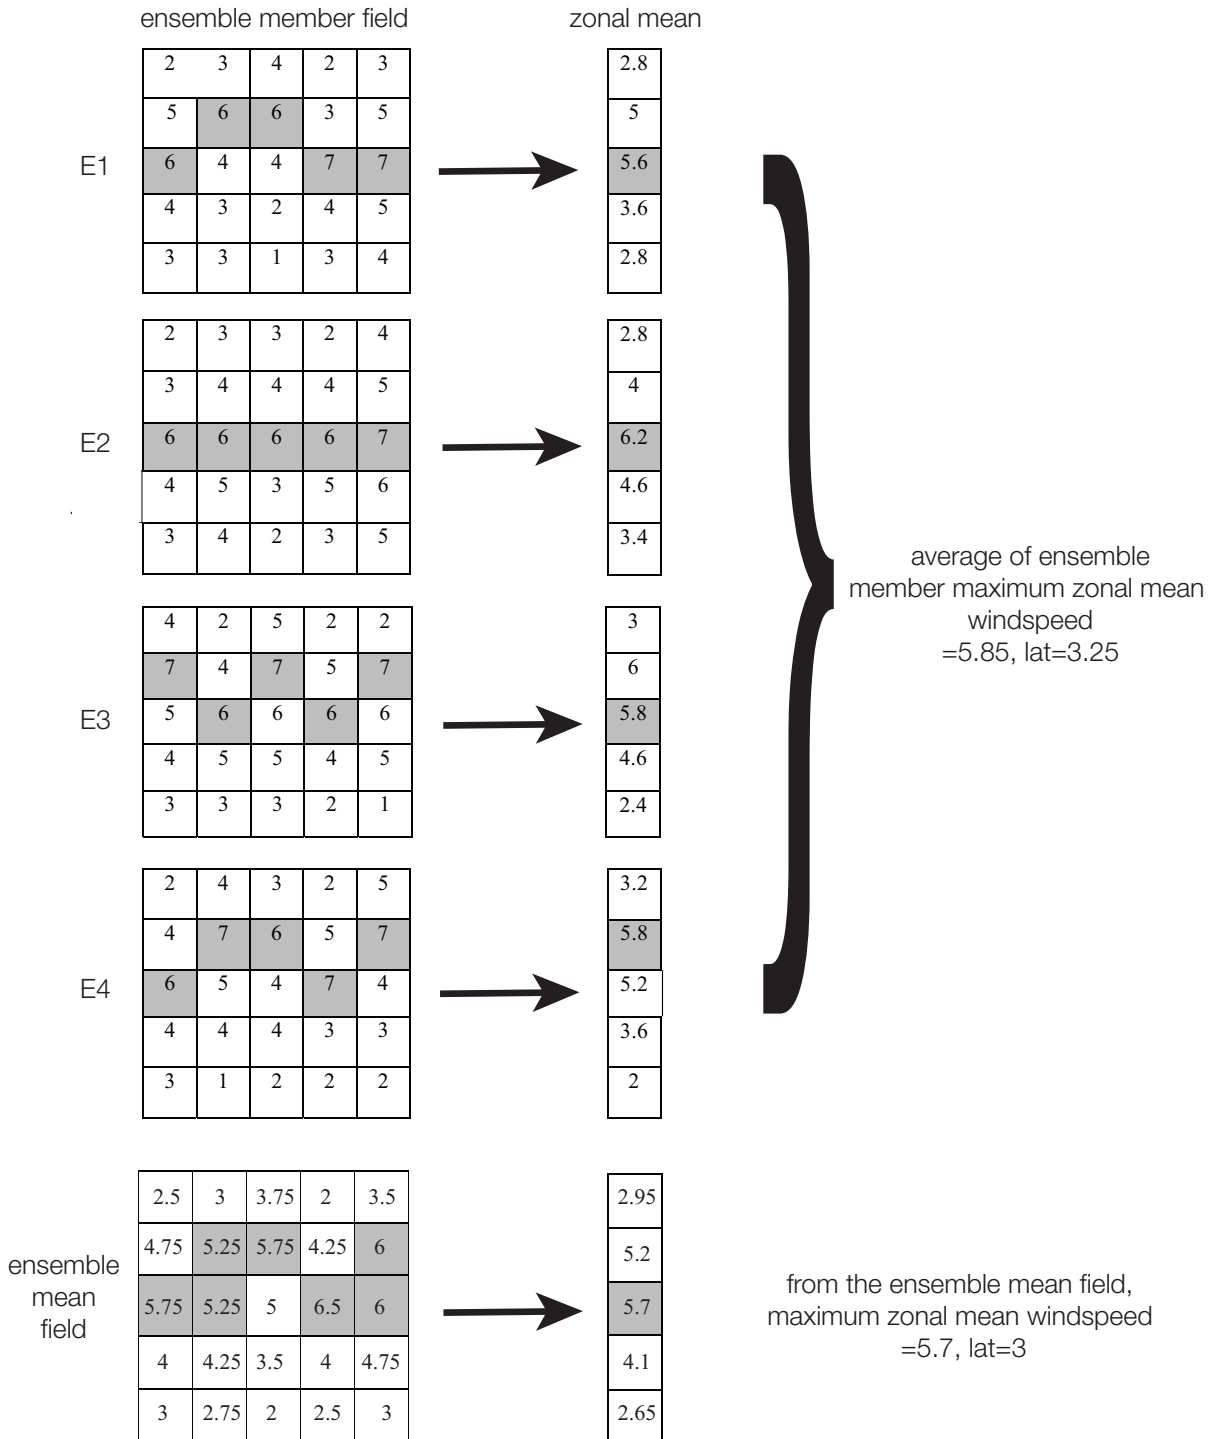 ensemble member field zonal mean
2 3 4 2 3 2.8
5 6 6 3 5 5
E1 6 4 4 7 7 5.6
4 3 2 4 5 3.6
3 3 1 3 4 2.8
2 3 3 2 4 2.8
3 4 4 4 5 4
E2 6 6 6 6 7 6.2
4 5 3 5 6 4.6
3 4 2 3 5 3.4
average of ensemble
member maximum zonal mean
windspeed
=5.85, lat=3.25
4 2 5 2 2 3
7 4 7 5 7 6
E3 5 6 6 6 6 5.8
4 5 5 4 5 4.6
3 3 3 2 1 2.4
2 4 3 2 5 3.2
4 7 6 5 7 5.8
E4 6 5 4 7 4 5.2
4 4 4 3 3 3.6
3 1 2 2 2 2
ensemble
mean
field
2.5 3 3.75 2 3.5 2.95
4.75 5.25 5.75 4.25 6 5.2
5.75 5.25 5 6.5 6 5.7
4 4.25 3.5 4 4.75 4.1
3 2.75 2 2.5 3 2.65
from the ensemble mean field,
maximum zonal mean windspeed
=5.7, lat=3